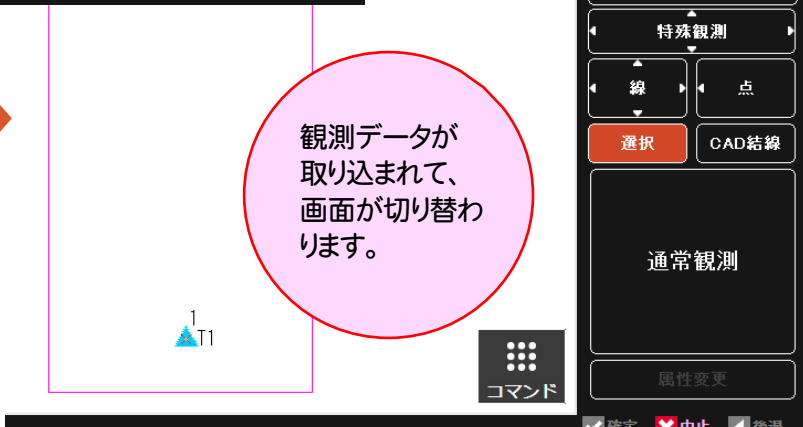 特殊観測
線
点
選択
CAD結線
観測データが
取り込まれて、
画面が切り替わ
ります。
通常観測
1
T1
コマンド
属性変更
確定 中止 後退